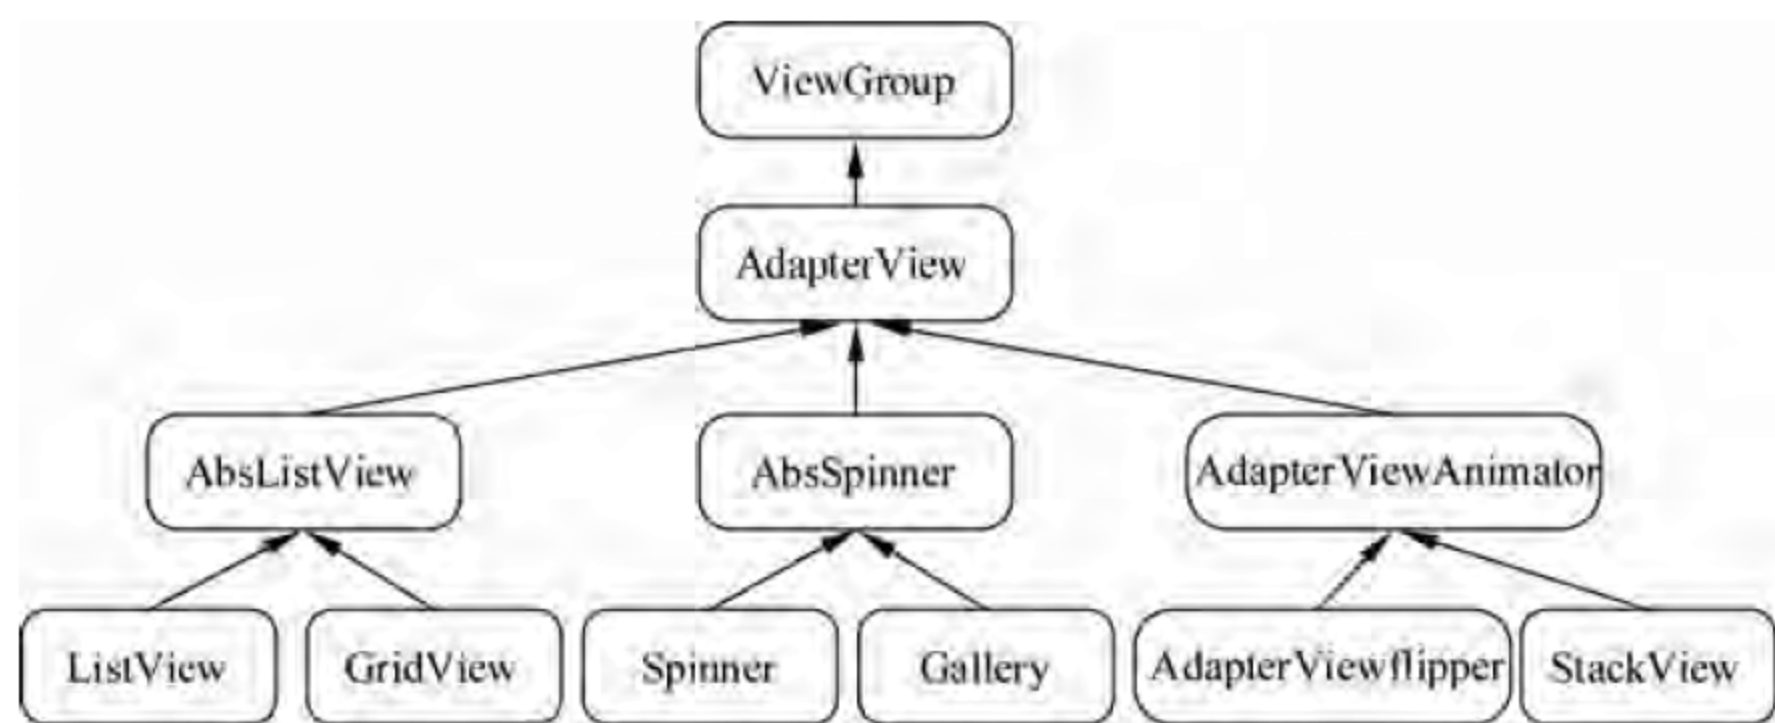 ViewGroup
AdapterView
AbsListView
AbsSpinner
AdapterViewAnimator
ListView
GridView
Spinner
Gallery
AdapterViewflipper
StackView